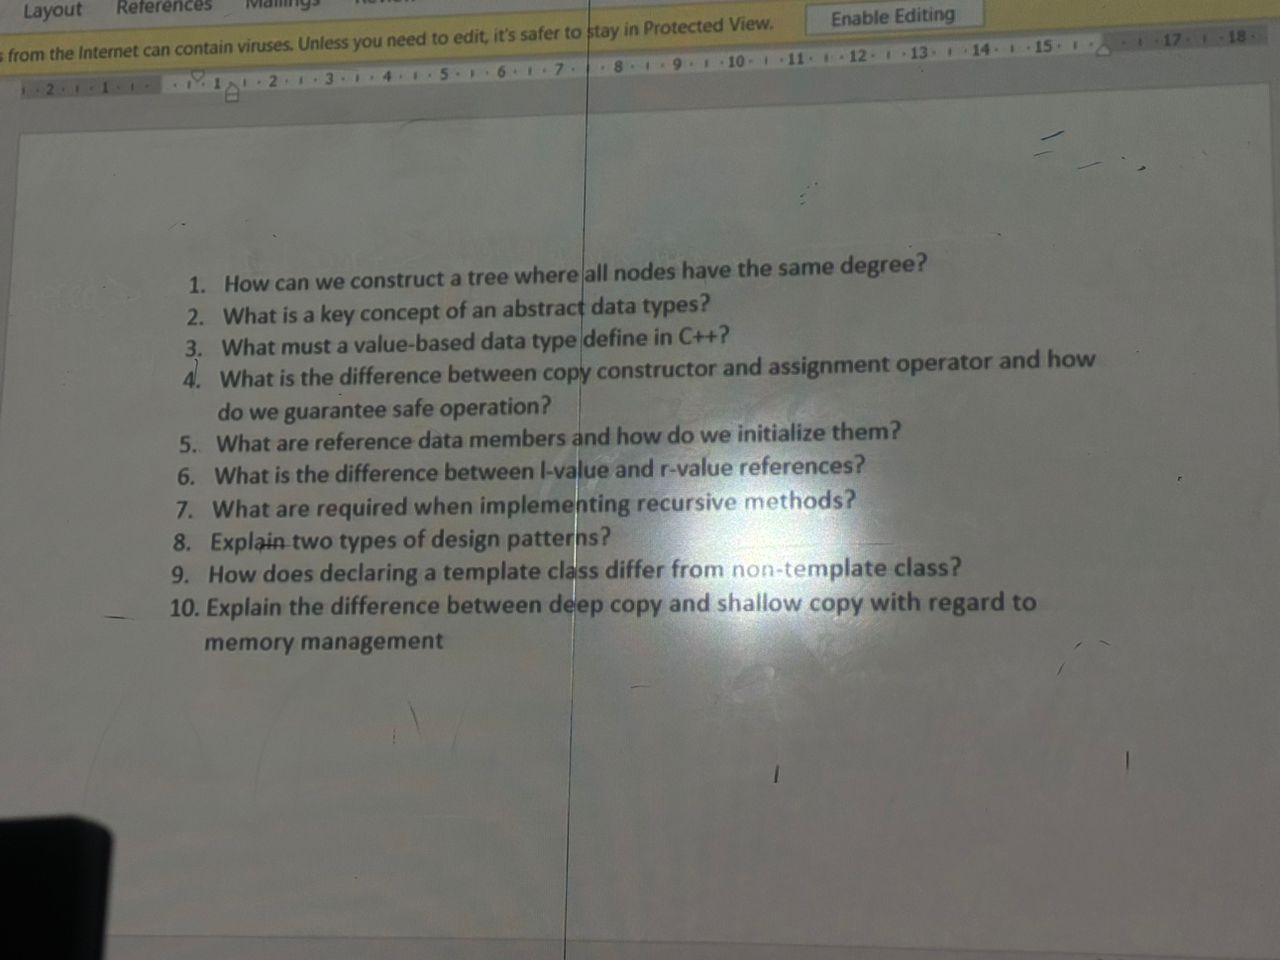 Layout References Mailings
s from the Internet can contain viruses. Unless you need to edit, it's safer to stay in Protected View. Enable Editing
2 1 1 2 3 4 5 6 7 8 9 10 11 12 13 14 15 17 18
1. How can we construct a tree where all nodes have the same degree?
2. What is a key concept of an abstract data types?
3. What must a value-based data type define in C++?
4. What is the difference between copy constructor and assignment operator and how
do we guarantee safe operation?
5. What are reference data members and how do we initialize them?
6. What is the difference between l-value and r-value references?
7. What are required when implementing recursive methods?
8. Explain two types of design patterns?
9. How does declaring a template class differ from non-template class?
10. Explain the difference between deep copy and shallow copy with regard to
memory management